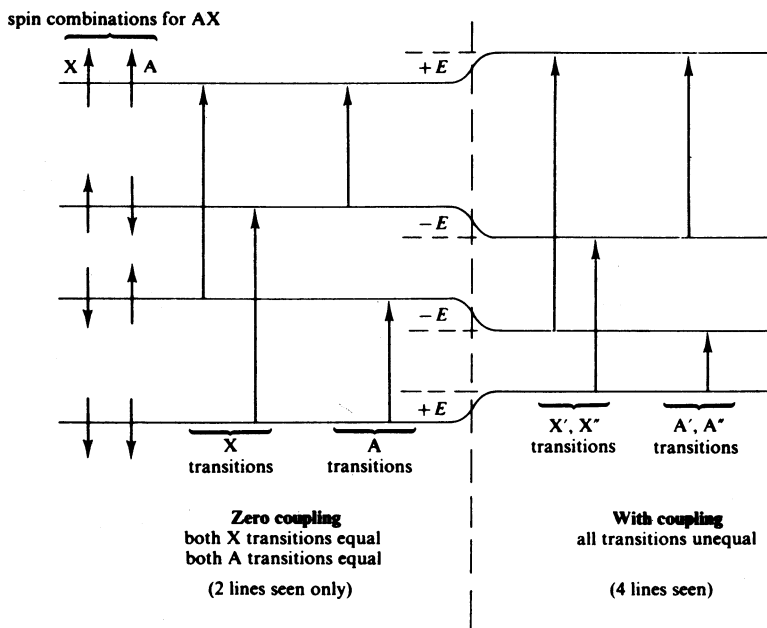 spin combinations for AX
X A
+ E
− E
− E
+ E
X
transitions
A
transitions
X′, X″
transitions
A′, A″
transitions
Zero coupling
both X transitions equal
both A transitions equal
(2 lines seen only)
With coupling
all transitions unequal
(4 lines seen)